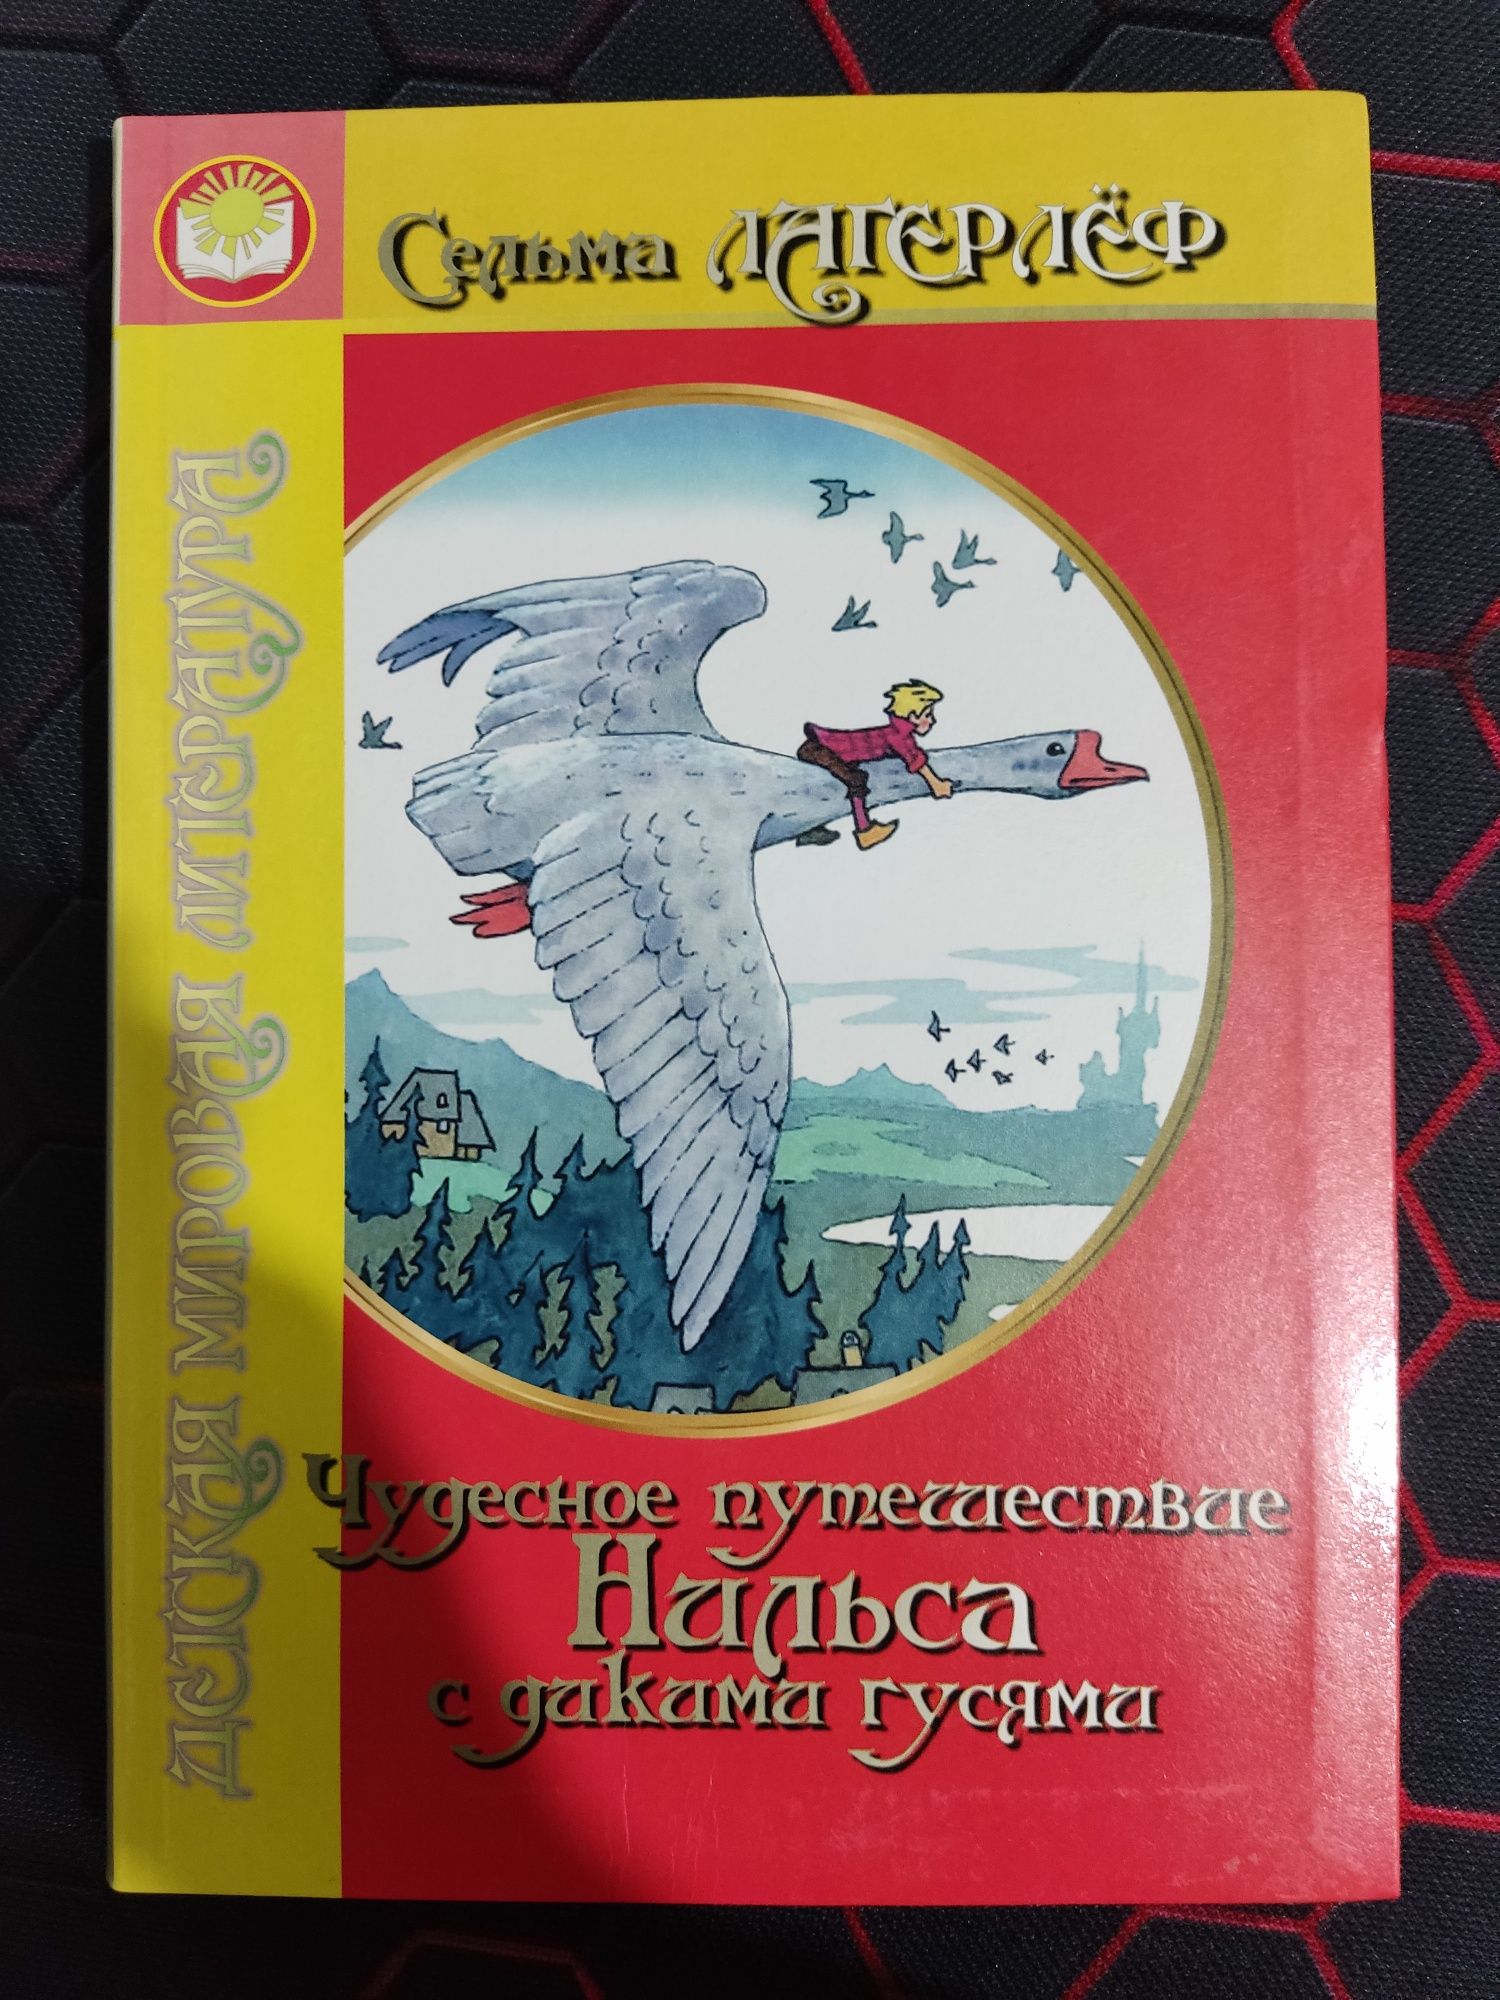 Сельма ЛАГЕРЛЁФ
ДЕТСКАЯ МИРОВАЯ ЛИТЕРАТУРА
Чудесное путешествие
Нильса
с дикими гусями